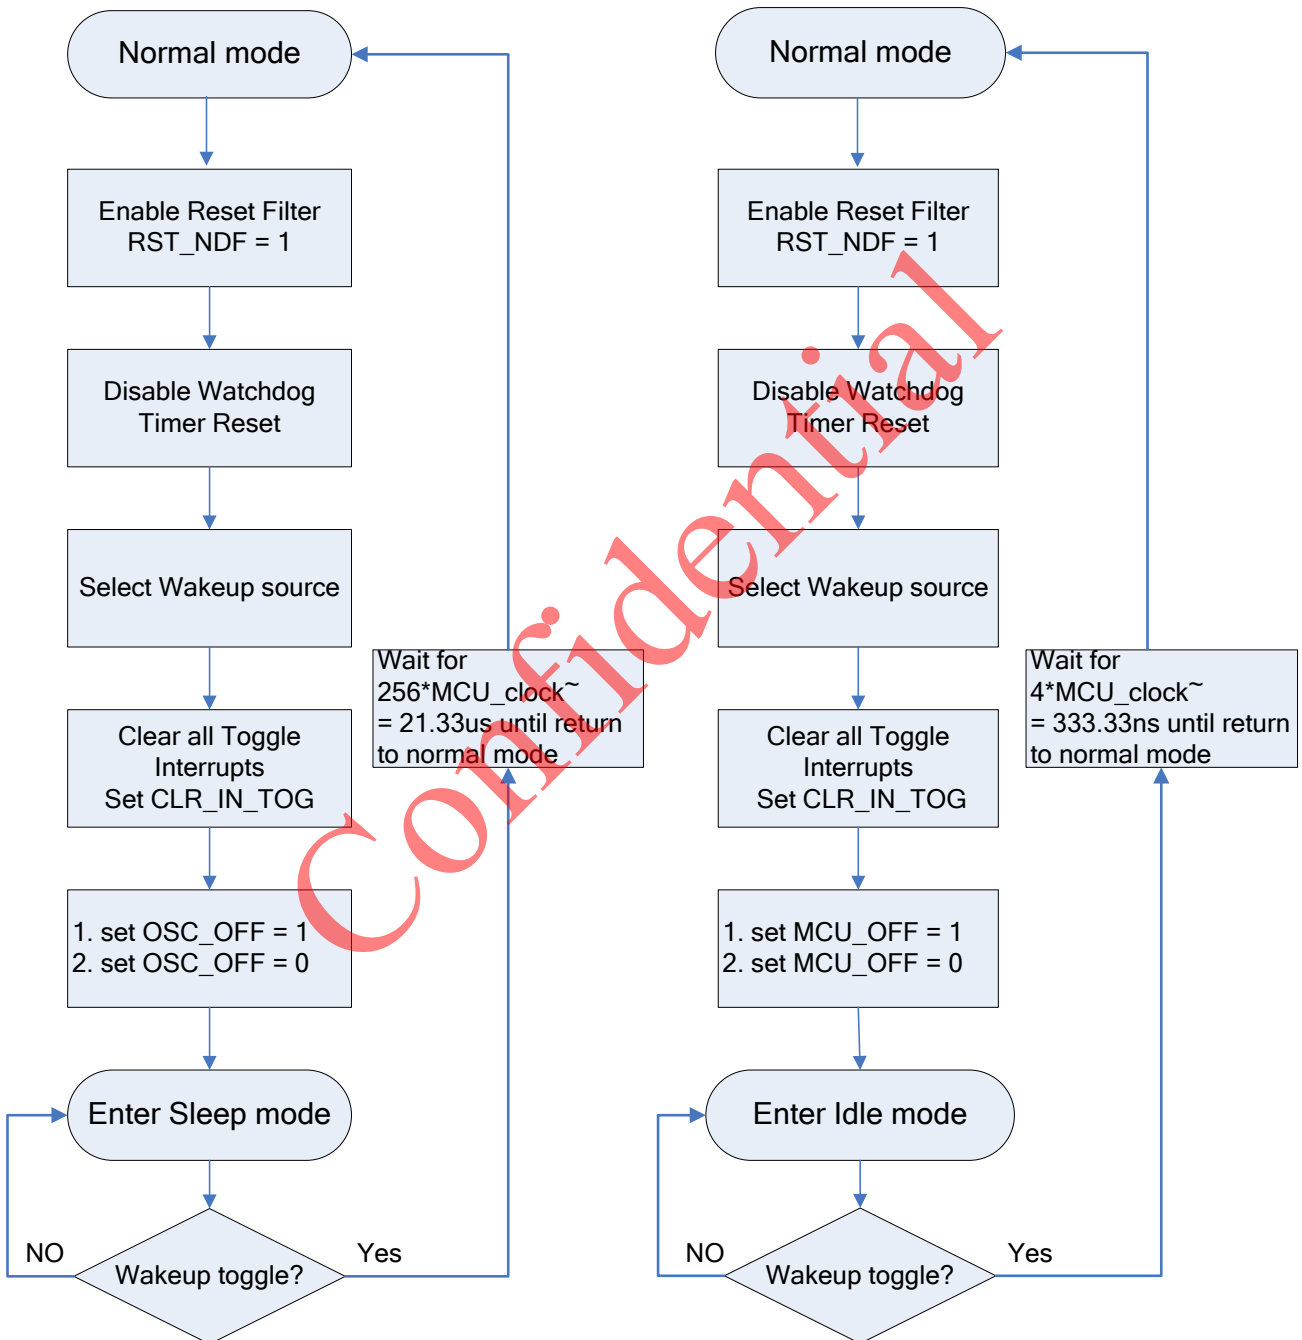 Normal mode
Enable Reset Filter
RST_NDF = 1
Disable Watchdog
Timer Reset
Select Wakeup source
Wait for
256*MCU_clock~
= 21.33us until return
to normal mode
Clear all Toggle
Interrupts
Set CLR_IN_TOG
1. set OSC_OFF = 1
2. set OSC_OFF = 0
Enter Sleep mode
NO
Yes
Wakeup toggle?
Normal mode
Enable Reset Filter
RST_NDF = 1
Disable Watchdog
Timer Reset
Select Wakeup source
Wait for
4*MCU_clock~
= 333.33ns until return
to normal mode
Clear all Toggle
Interrupts
Set CLR_IN_TOG
1. set MCU_OFF = 1
2. set MCU_OFF = 0
Enter Idle mode
NO
Yes
Wakeup toggle?
Confidential